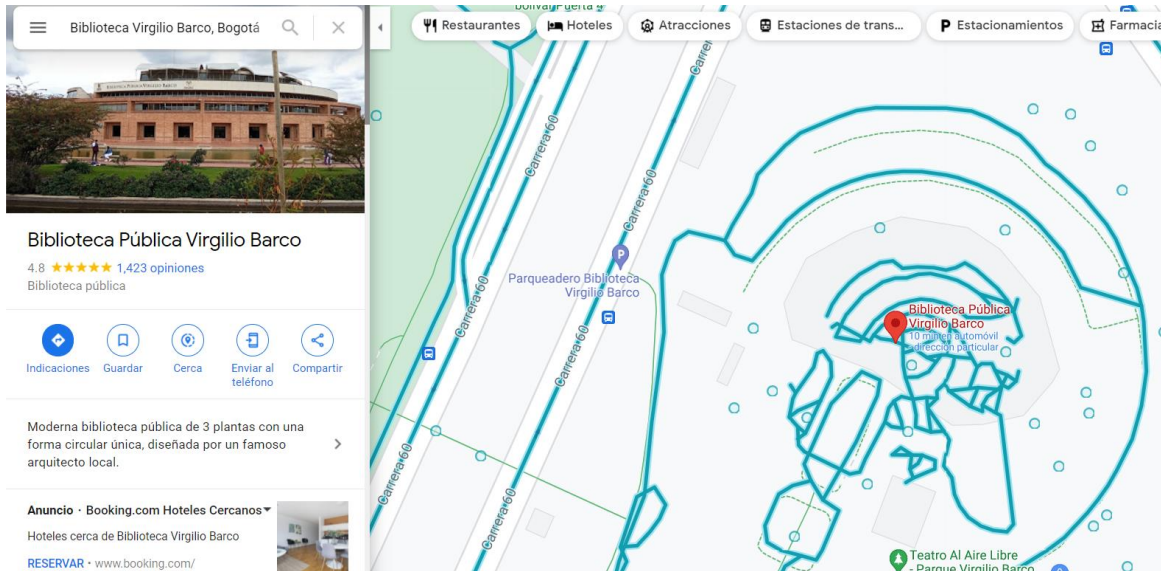 Biblioteca Virgilio Barco, Bogotá
Biblioteca Pública Virgilio Barco
4.8 1,423 opiniones
Biblioteca pública
Indicaciones
Guardar
Cerca
Enviar al
teléfono
Compartir
Moderna biblioteca pública de 3 plantas con una
forma circular única, diseñada por un famoso
arquitecto local.
Anuncio · Booking.com Hoteles Cercanos
Hoteles cerca de Biblioteca Virgilio Barco
RESERVAR · www.booking.com/
Bolívar Puerta
Restaurantes
Hoteles
Atracciones
Estaciones de trans...
P Estacionamientos
Farmacia
Carrera 60
Carrera 60
Carrera 60
Carrera 60
Carrera 60
Carrera 60
Carrera 60
P
Parqueadero Biblioteca
Virgilio Barco
Biblioteca Pública
Virgilio Barco
10 min en automóvil
- dirección particular
Teatro Al Aire Libre
- Parque Virgilio Barco